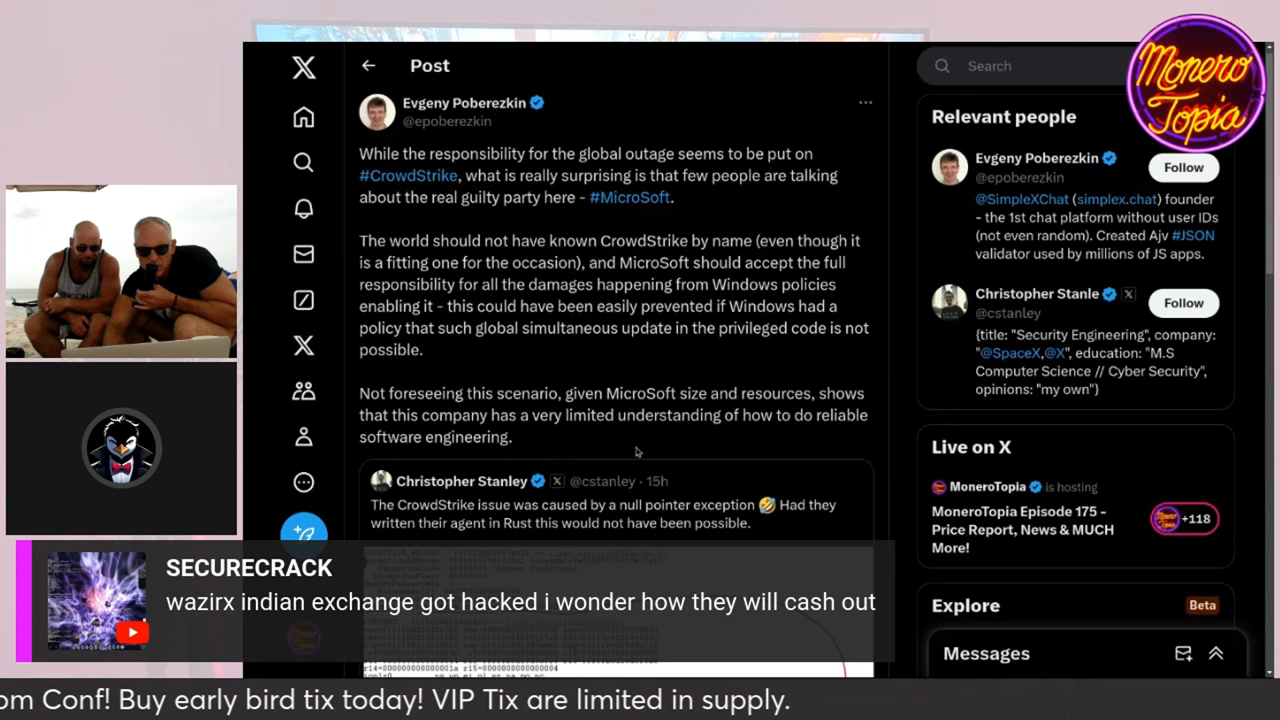 Post
Search
Monero
Topia
Evgeny Poberezkin
@epoberezkin
While the responsibility for the global outage seems to be put on
#CrowdStrike, what is really surprising is that few people are talking
about the real guilty party here - #MicroSoft.
The world should not have known CrowdStrike by name (even though it
is a fitting one for the occasion), and MicroSoft should accept the full
responsibility for all the damages happening from Windows policies
enabling it - this could have been easily prevented if Windows had a
policy that such global simultaneous update in the privileged code is not
possible.
Not foreseeing this scenario, given MicroSoft size and resources, shows
that this company has a very limited understanding of how to do reliable
software engineering.
Christopher Stanley @cstanley · 15h
The CrowdStrike issue was caused by a null pointer exception 🤣 Had they
written their agent in Rust this would not have been possible.
Relevant people
Evgeny Poberezkin
@epoberezkin
Follow
@SimpleXChat (simplex.chat) founder
- the 1st chat platform without user IDs
(not even random). Created Ajv #JSON
validator used by millions of JS apps.
Christopher Stanle
@cstanley
Follow
{title: "Security Engineering", company:
"@SpaceX,@X", education: "M.S
Computer Science // Cyber Security",
opinions: "my own"}
Live on X
MoneroTopia is hosting
MoneroTopia Episode 175 -
Price Report, News & MUCH
More!
+118
Explore
Beta
Messages
SECURECRACK
wazirx indian exchange got hacked i wonder how they will cash out
om Conf! Buy early bird tix today! VIP Tix are limited in supply.